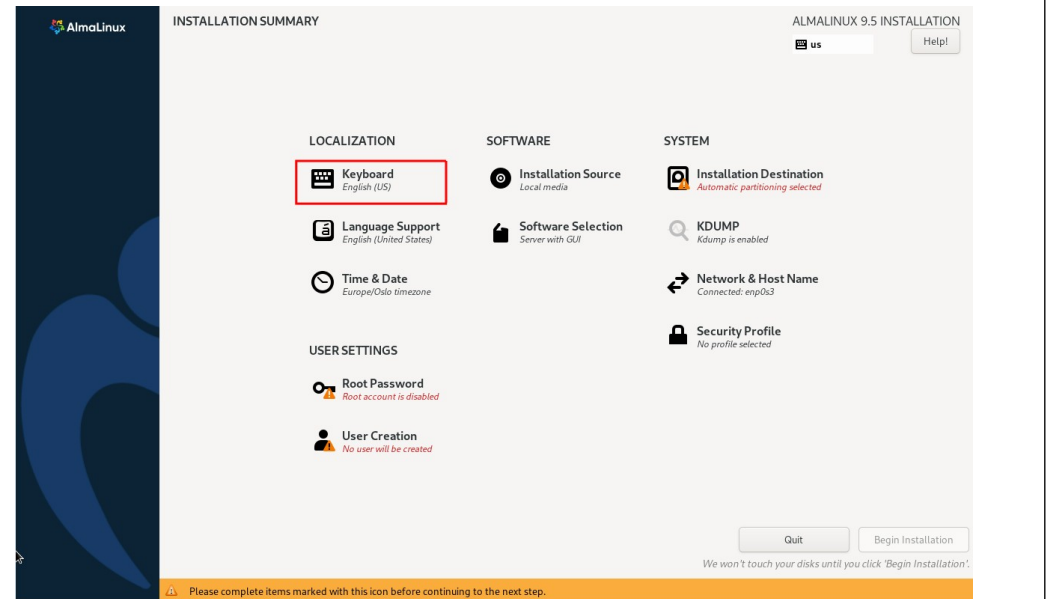 AlmaLinux
INSTALLATION SUMMARY
ALMALINUX 9.5 INSTALLATION
us
Help!
LOCALIZATION
Keyboard
English (US)
Language Support
English (United States)
Time & Date
Europe/Oslo timezone
USER SETTINGS
Root Password
Root account is disabled
User Creation
No user will be created
SOFTWARE
Installation Source
Local media
Software Selection
Server with GUI
SYSTEM
Installation Destination
Automatic partitioning selected
KDUMP
Kdump is enabled
Network & Host Name
Connected: enp0s3
Security Profile
No profile selected
Quit
Begin Installation
We won't touch your disks until you click 'Begin Installation'.
Please complete items marked with this icon before continuing to the next step.